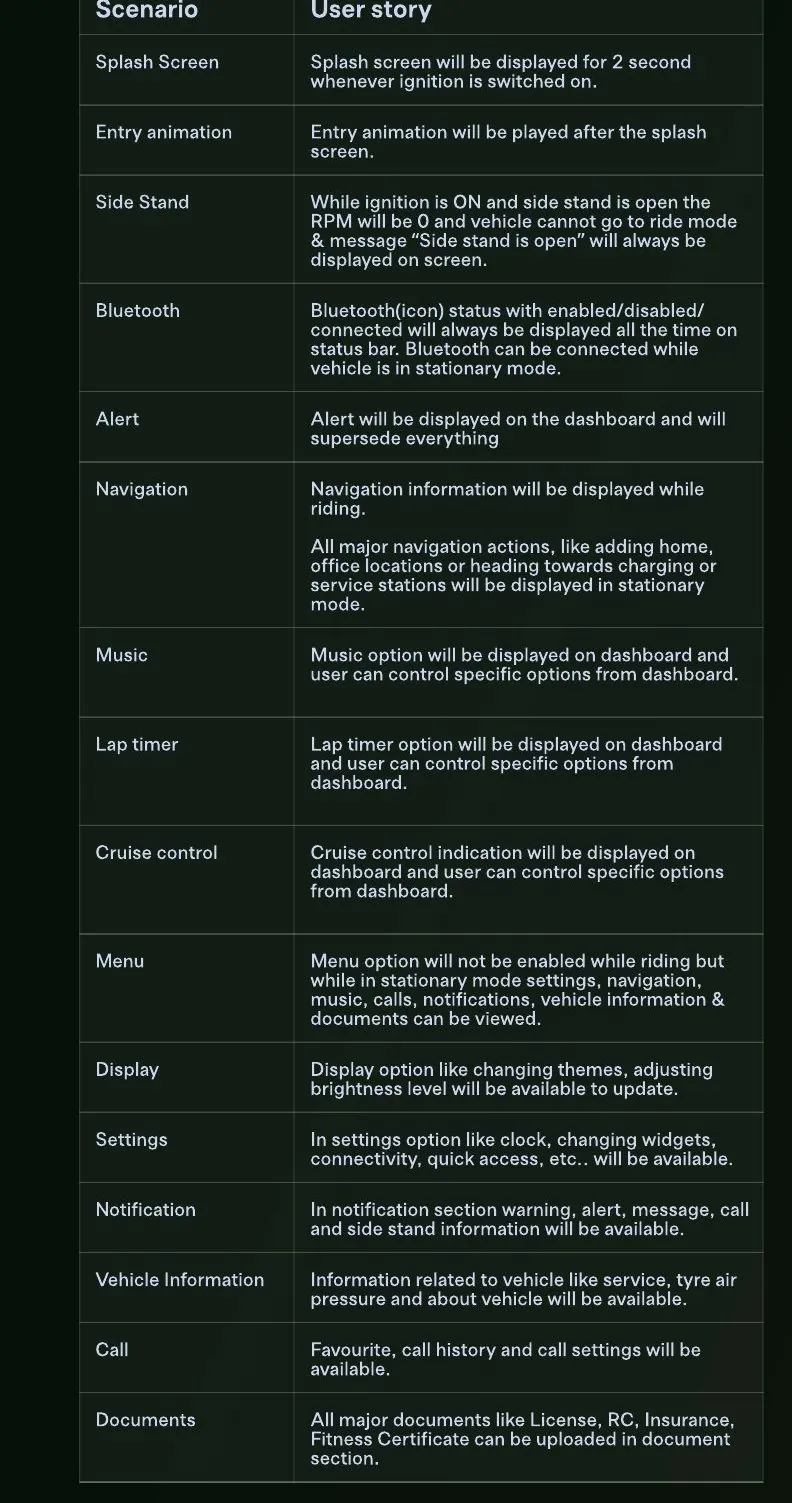 Scenario
User story
Splash Screen
Splash screen will be displayed for 2 second
whenever ignition is switched on.
Entry animation
Entry animation will be played after the splash
screen.
Side Stand
While ignition is ON and side stand is open the
RPM will be 0 and vehicle cannot go to ride mode
& message “Side stand is open” will always be
displayed on screen.
Bluetooth
Bluetooth(icon) status with enabled/disabled/
connected will always be displayed all the time on
status bar. Bluetooth can be connected while
vehicle is in stationary mode.
Alert
Alert will be displayed on the dashboard and will
supersede everything
Navigation
Navigation information will be displayed while
riding.
All major navigation actions, like adding home,
office locations or heading towards charging or
service stations will be displayed in stationary
mode.
Music
Music option will be displayed on dashboard and
user can control specific options from dashboard.
Lap timer
Lap timer option will be displayed on dashboard
and user can control specific options from
dashboard.
Cruise control
Cruise control indication will be displayed on
dashboard and user can control specific options
from dashboard.
Menu
Menu option will not be enabled while riding but
while in stationary mode settings, navigation,
music, calls, notifications, vehicle information &
documents can be viewed.
Display
Display option like changing themes, adjusting
brightness level will be available to update.
Settings
In settings option like clock, changing widgets,
connectivity, quick access, etc.. will be available.
Notification
In notification section warning, alert, message, call
and side stand information will be available.
Vehicle Information
Information related to vehicle like service, tyre air
pressure and about vehicle will be available.
Call
Favourite, call history and call settings will be
available.
Documents
All major documents like License, RC, Insurance,
Fitness Certificate can be uploaded in document
section.